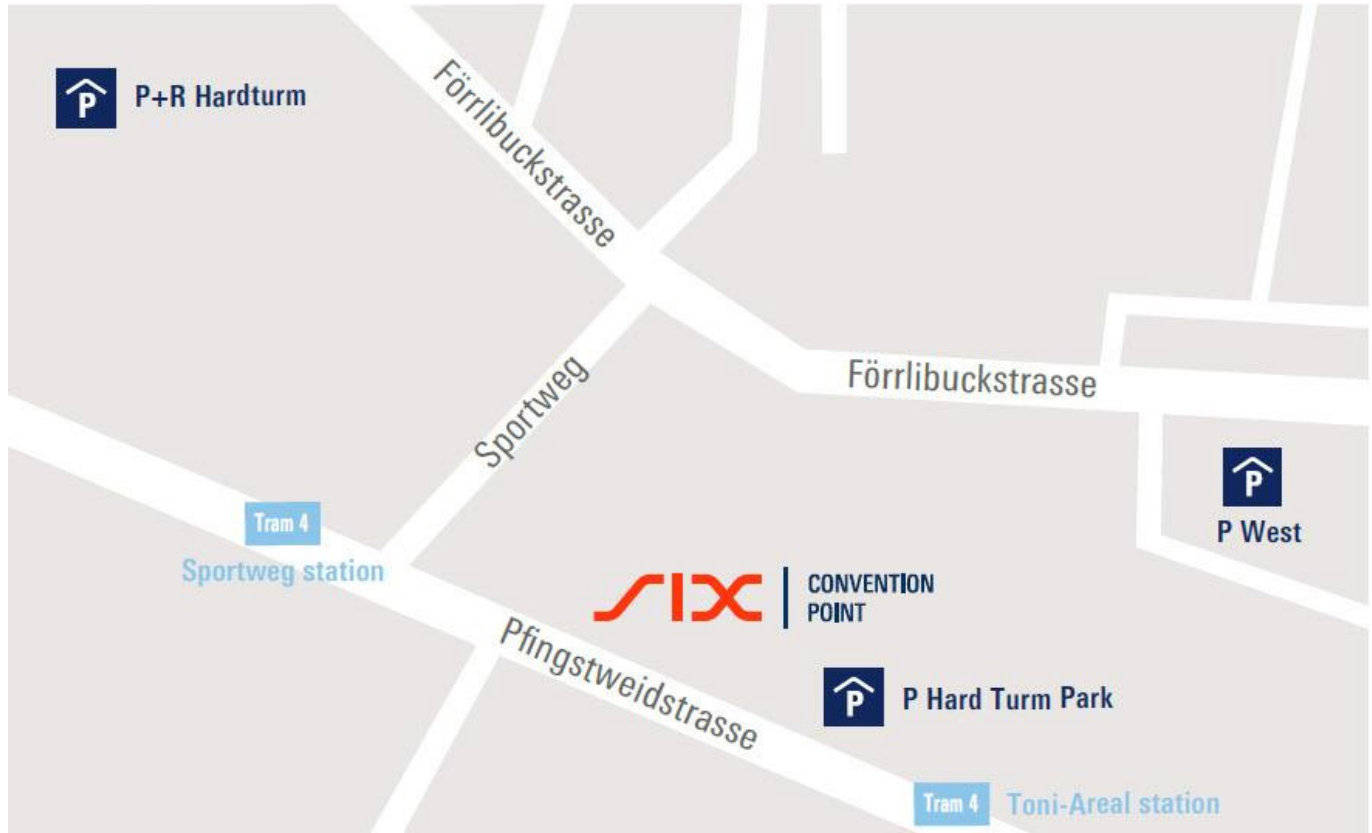 P
P+R Hardturm
Förrlibuckstrasse
Förrlibuckstrasse
Sportweg
P
P West
Tram 4
Sportweg station
SIX
CONVENTION
POINT
Pfingstweidstrasse
P
P Hard Turm Park
Tram 4
Toni-Areal station